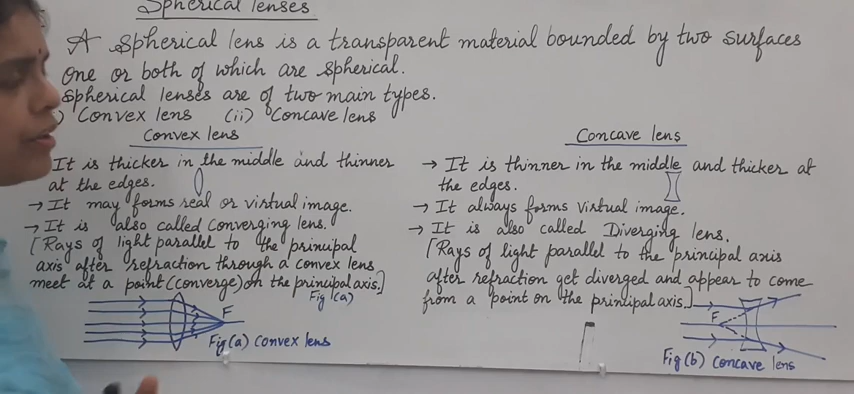 Spherical lenses
A spherical lens is a transparent material bounded by two surfaces
one or both of which are spherical.
Spherical lenses are of two main types.
) Convex lens (ii) Concave lens
Convex lens
It is thicker in the middle and thinner
at the edges.
→ It may forms real or virtual image.
→ It is also called Converging lens.
[Rays of light parallel to the principal
axis after refraction through a convex lens
meet at a point (converge) on the principal axis.]
Fig (a)
F
Fig (a) convex lens
Concave lens
→ It is thinner in the middle and thicker at
the edges.
→ It always forms virtual image.
→ It is also called Diverging lens.
[Rays of light parallel to the principal axis
after refraction get diverged and appear to come
from a point on the principal axis.]
F
Fig (b) concave lens